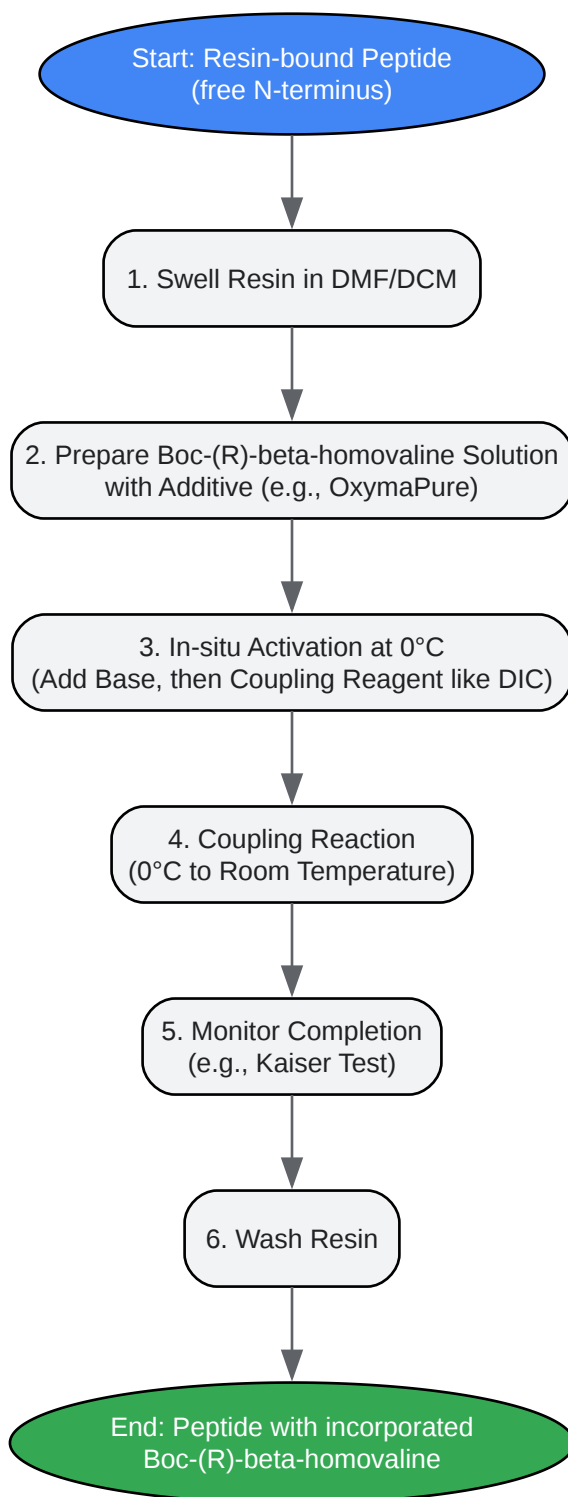 Start: Resin-bound Peptide
(free N-terminus)
1. Swell Resin in DMF/DCM
2. Prepare Boc-(R)-beta-homovaline Solution
with Additive (e.g., OxymaPure)
3. In-situ Activation at 0°C
(Add Base, then Coupling Reagent like DIC)
4. Coupling Reaction
(0°C to Room Temperature)
5. Monitor Completion
(e.g., Kaiser Test)
6. Wash Resin
End: Peptide with incorporated
Boc-(R)-beta-homovaline